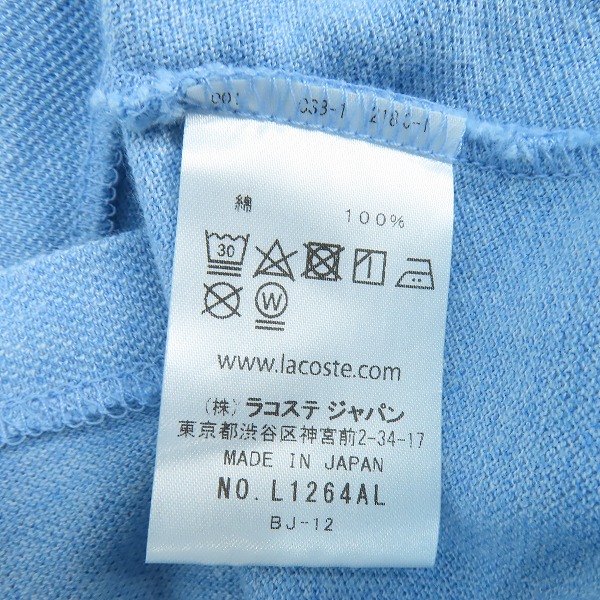 綿 100%
30
W
www.lacoste.com
(株) ラコステ ジャパン
東京都渋谷区神宮前2-34-17
MADE IN JAPAN
NO. L1264AL
BJ-12